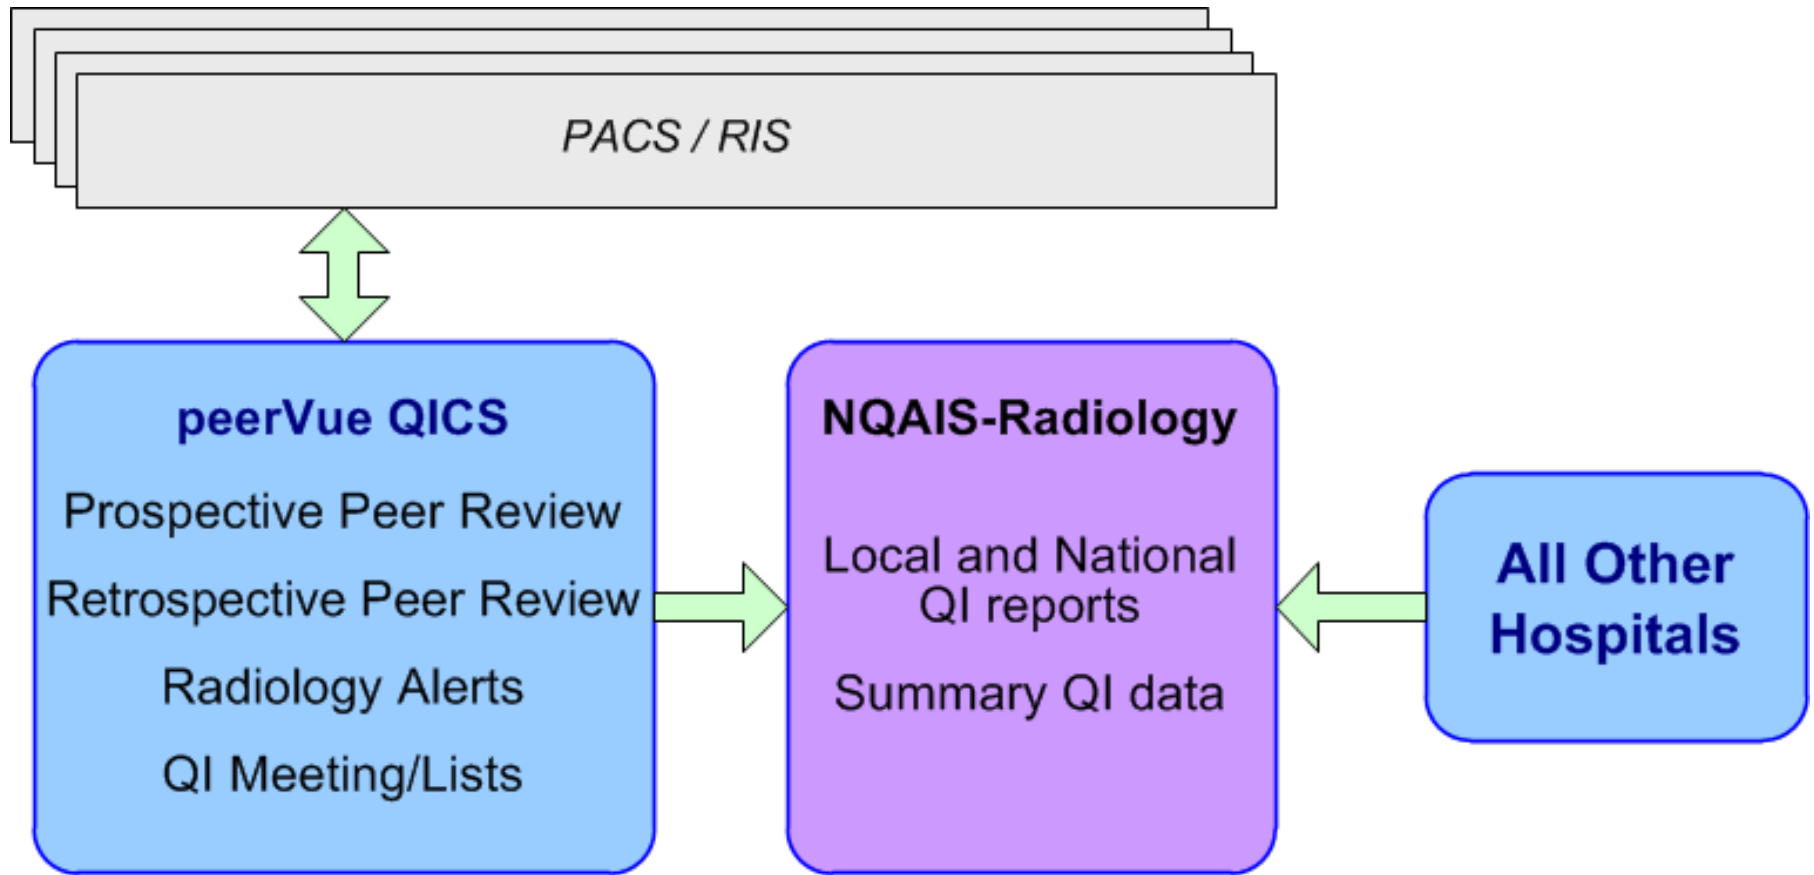 PACS / RIS
peerVue QICS
Prospective Peer Review
Retrospective Peer Review
Radiology Alerts
QI Meeting/Lists
NQAIS-Radiology
Local and National
QI reports
Summary QI data
All Other
Hospitals